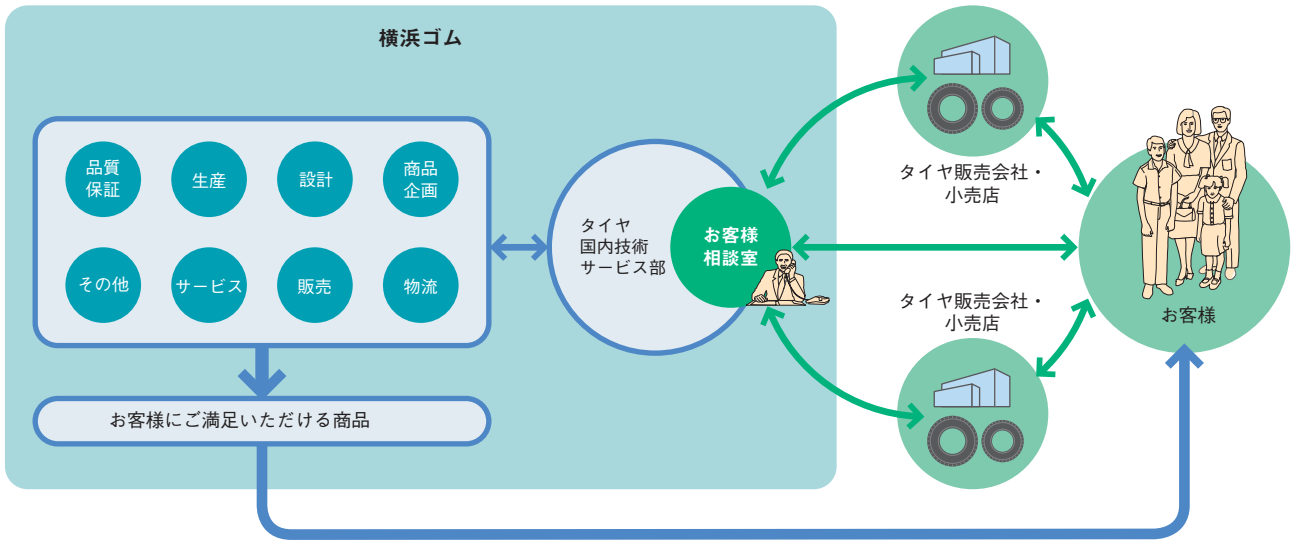 横浜ゴム
品質
保証
生産
設計
商品
企画
その他
サービス
販売
物流
タイヤ
国内技術
サービス部
お客様
相談室
タイヤ販売会社・
小売店
タイヤ販売会社・
小売店
お客様
お客様にご満足いただける商品